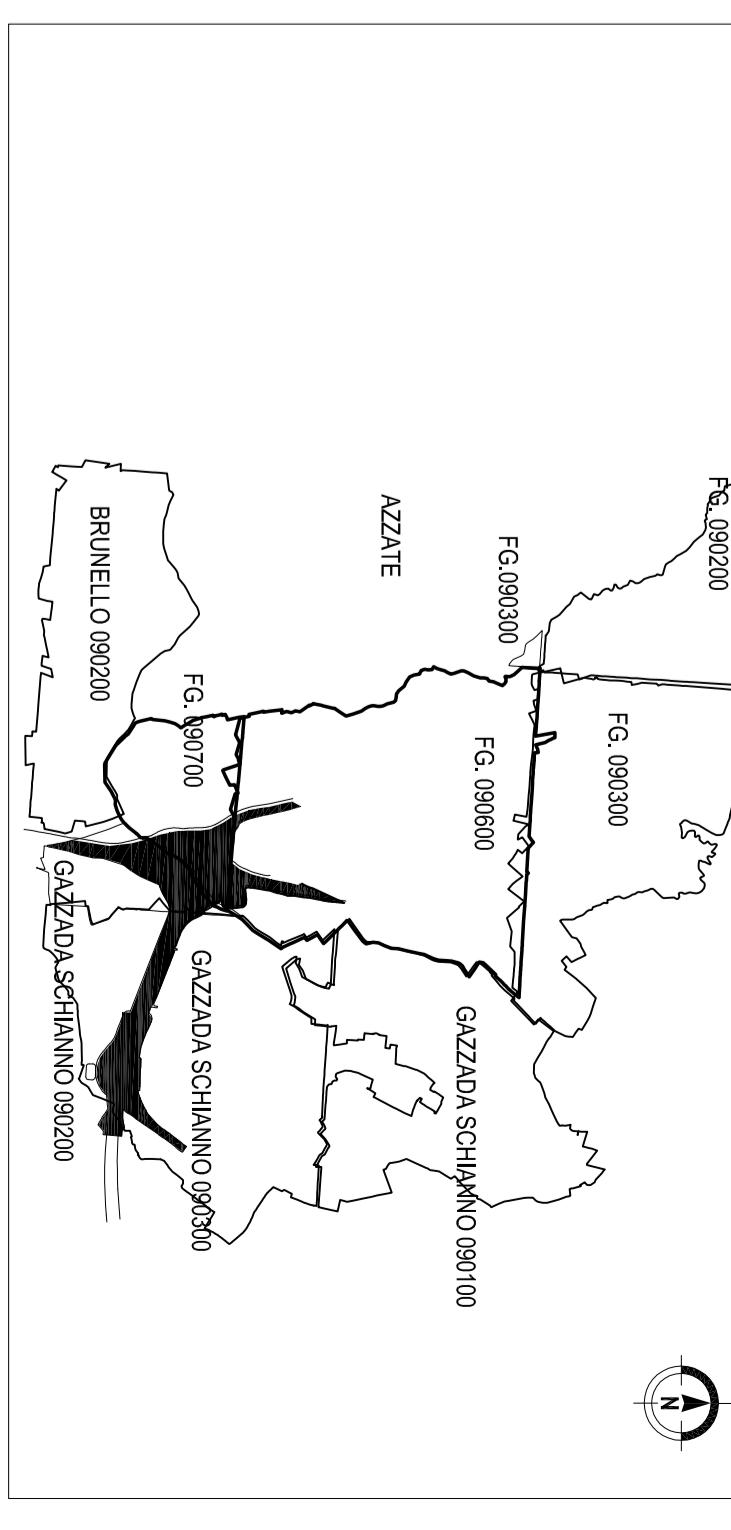 FG. 090200
N
FG. 090300
FG.090300
FG. 090600
GAZZADA SCHIANNO 090100
AZZATE
FG. 090700
GAZZADA SCHIANNO 090300
BRUNELLO 090200
GAZZADA SCHIANNO 090200